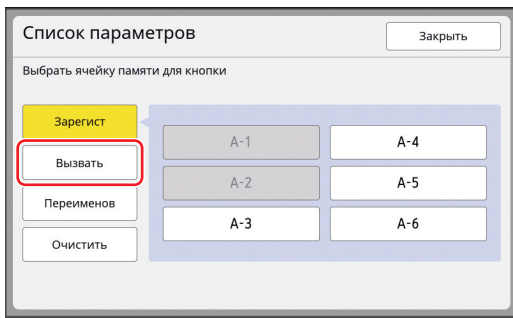 Список параметров
Закрыть
Выбрать ячейку памяти для кнопки
Зарегист
Вызвать
Переименов
Очистить
A-1
A-4
A-2
A-5
A-3
A-6